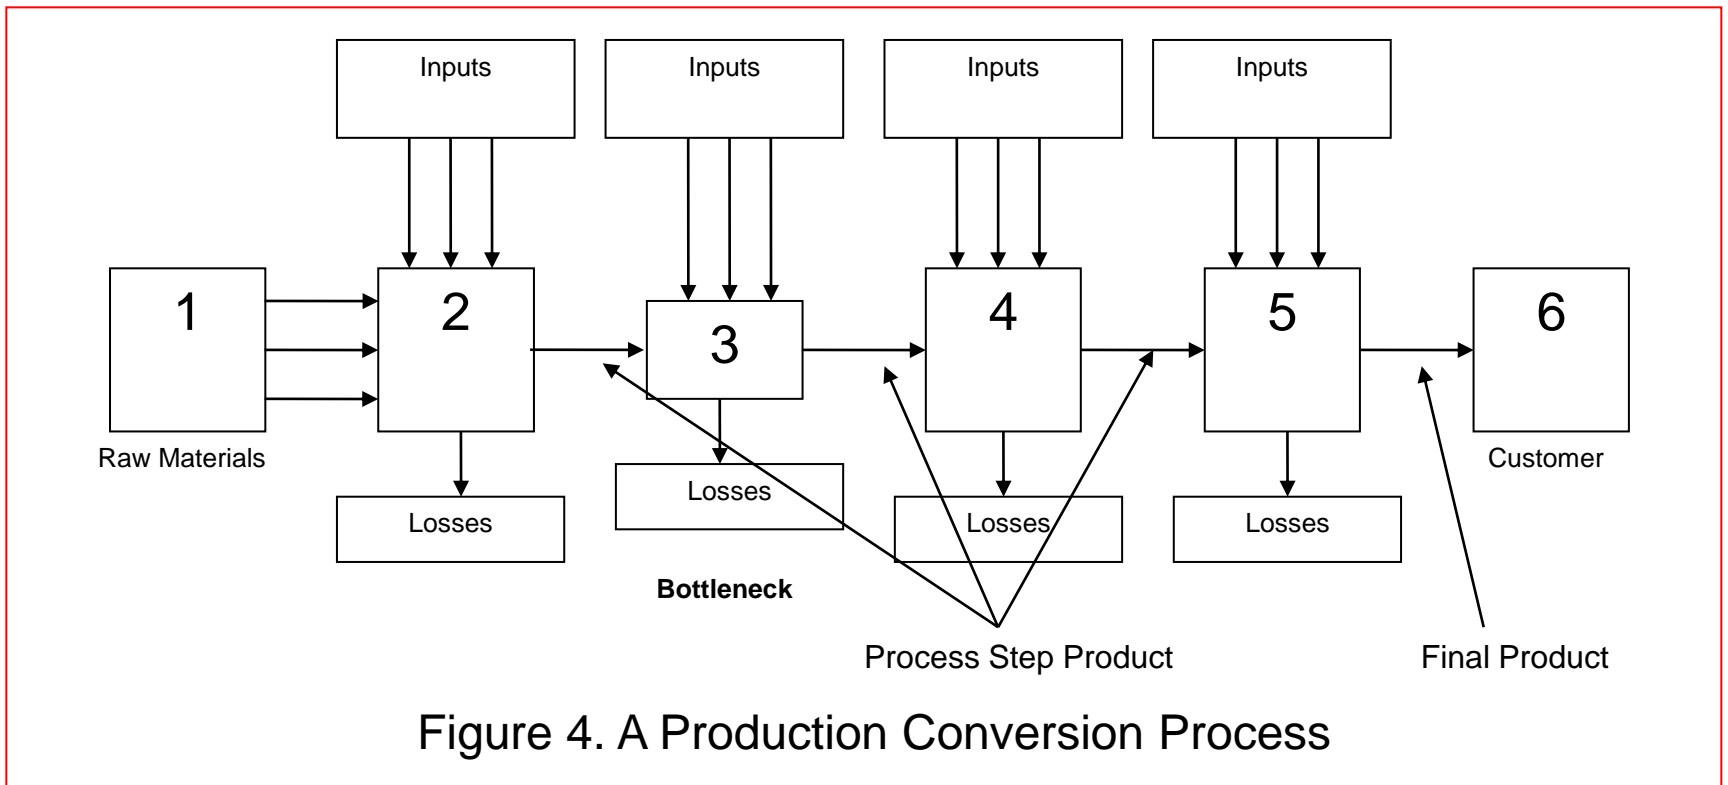 Inputs
Inputs
Inputs
Inputs
1
2
3
4
5
6
Raw Materials
Customer
Losses
Losses
Losses
Losses
Bottleneck
Process Step Product
Final Product
Figure 4. A Production Conversion Process